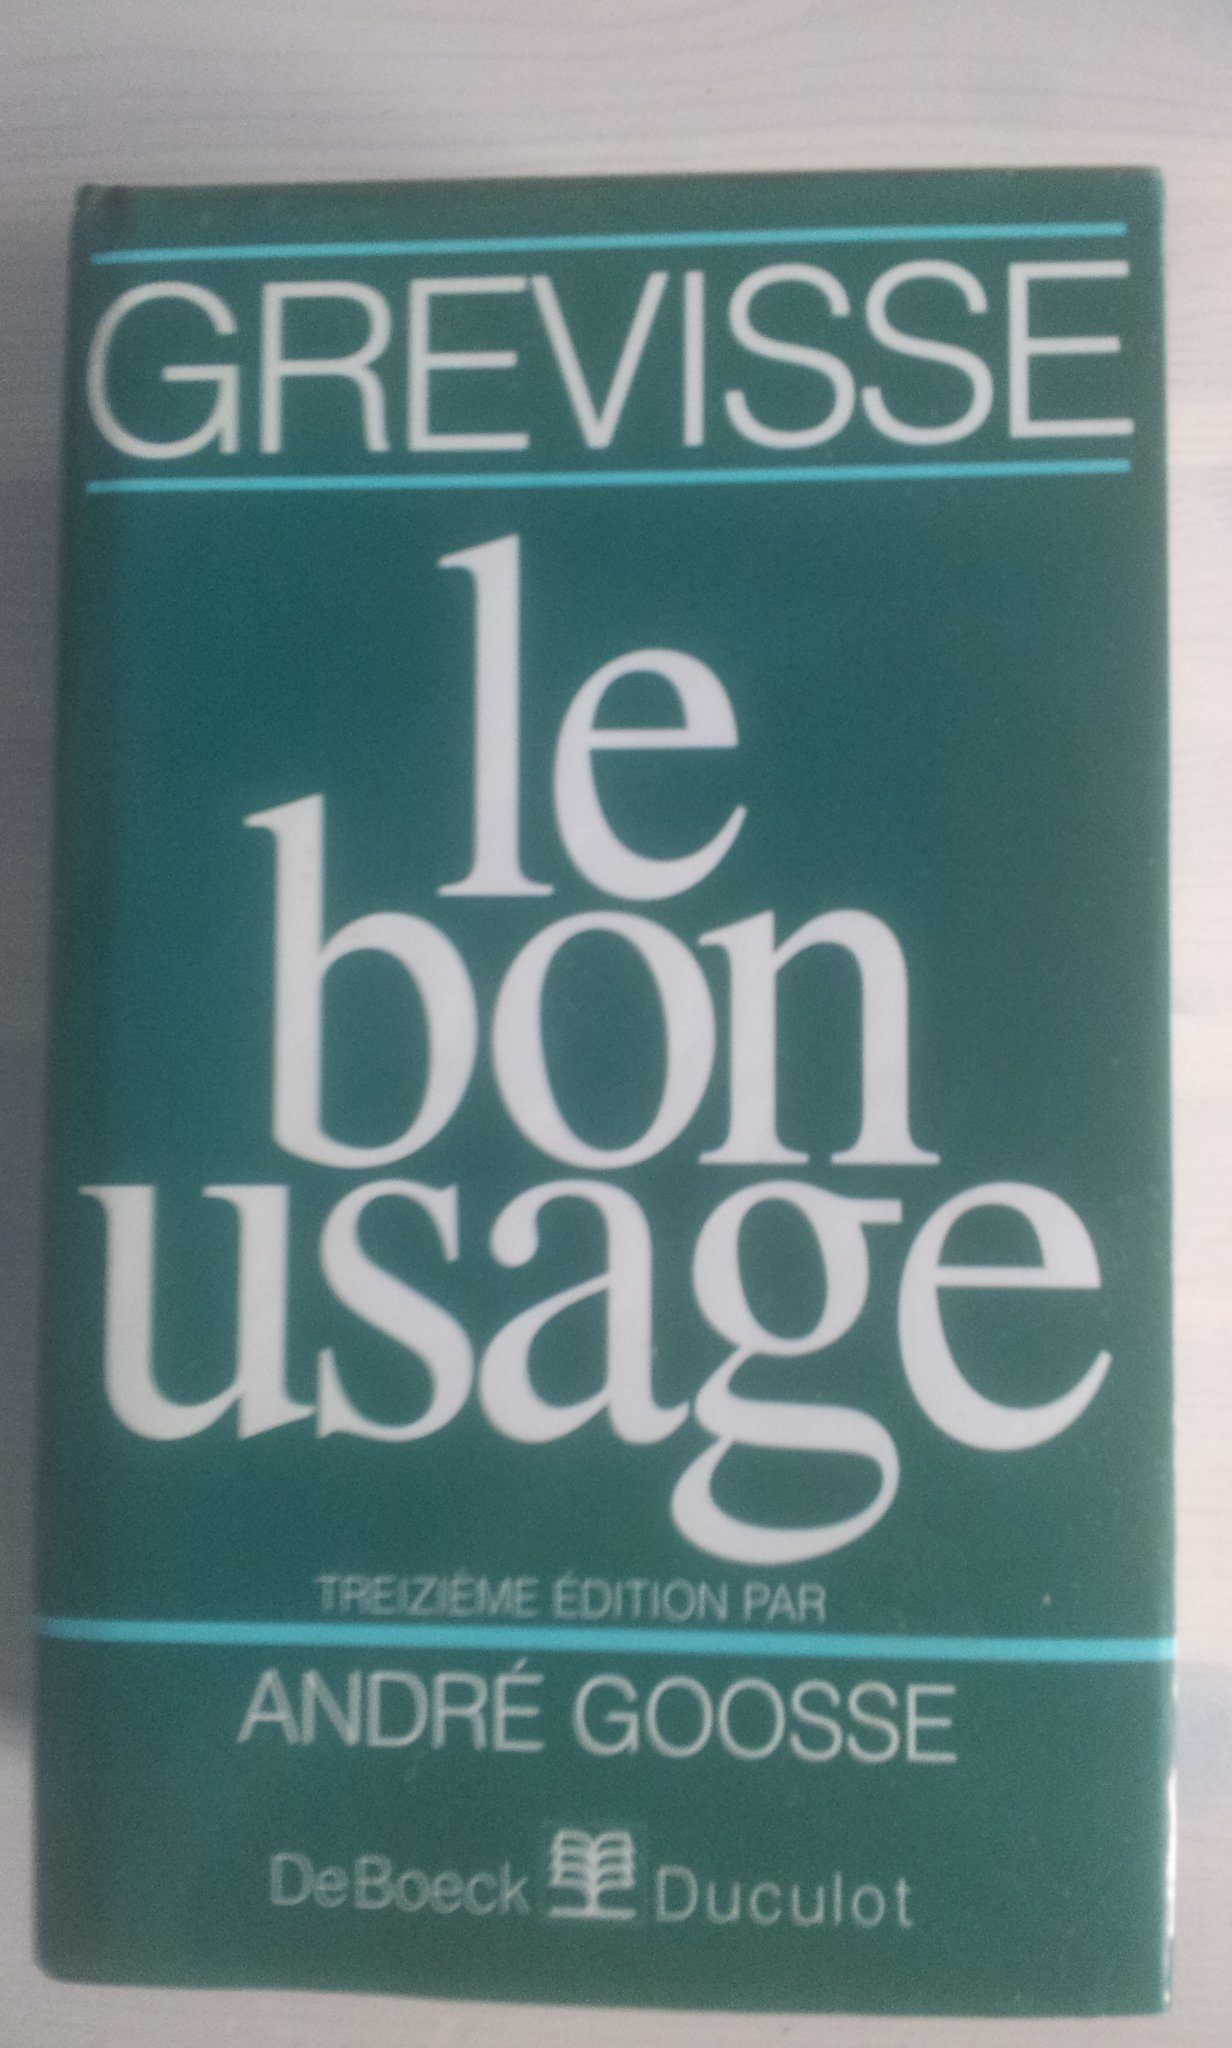 GREVISSE
le
bon
usage
TREIZIÈME ÉDITION PAR
ANDRÉ GOOSSE
DeBoeck Duculot